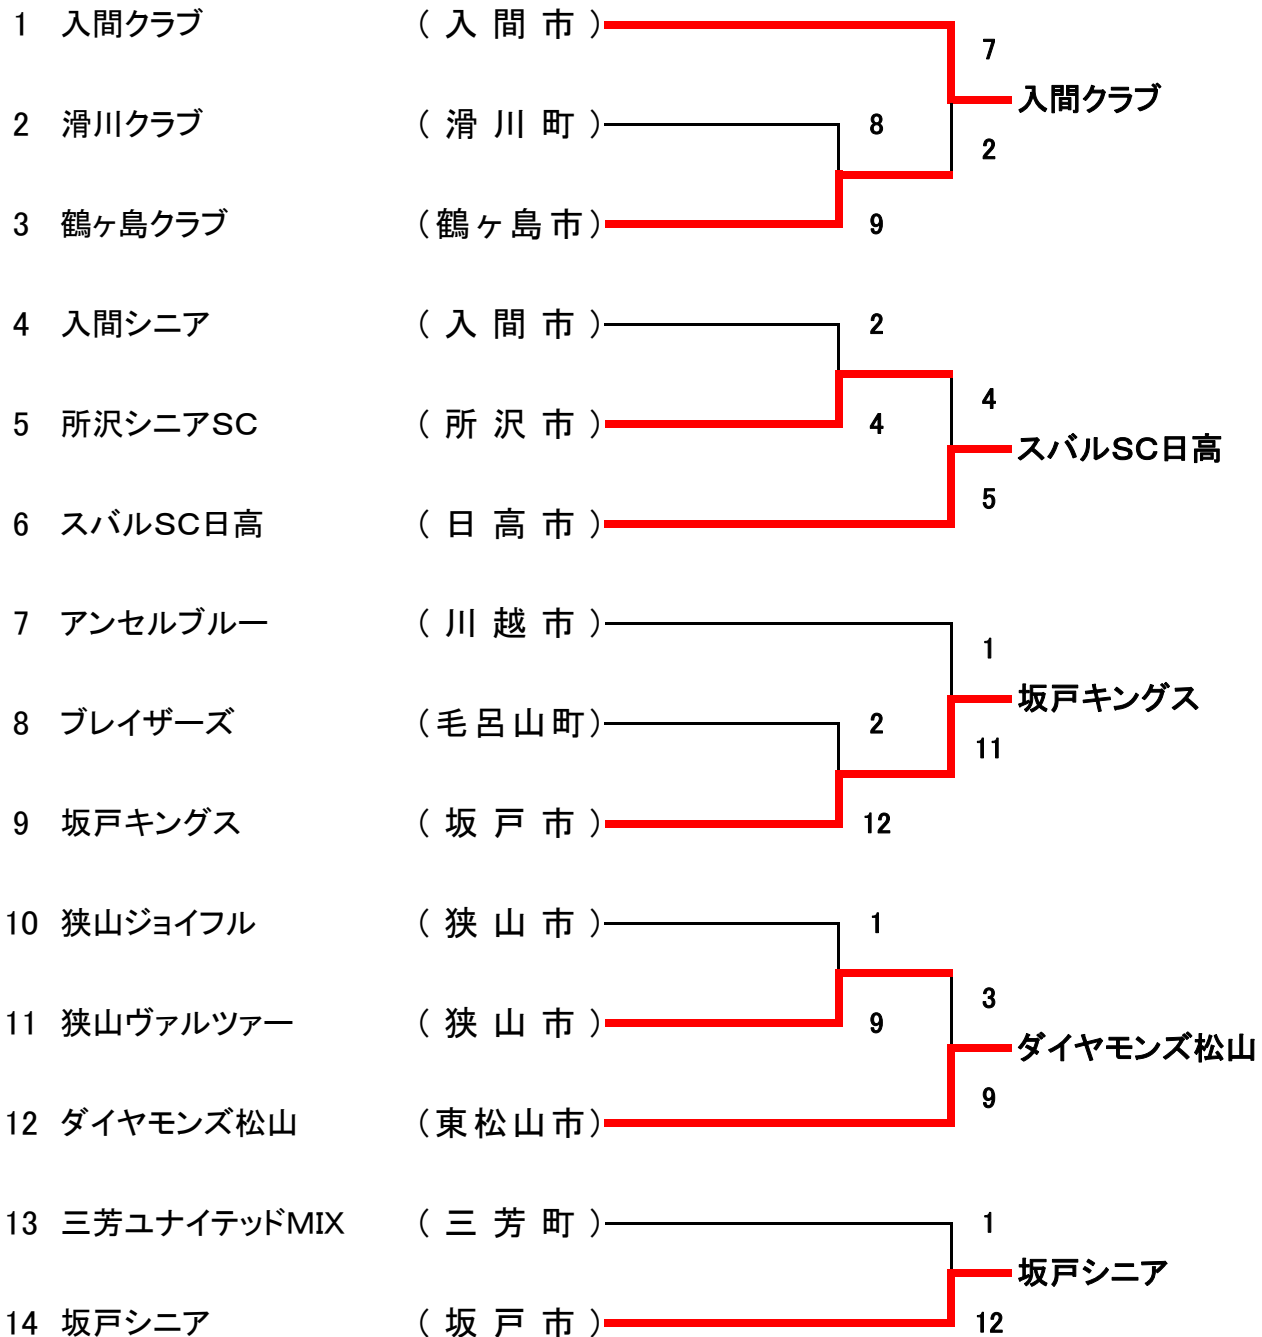 1 入間クラブ （ 入 間 市 ）
7
入間クラブ
2 滑川クラブ （ 滑 川 町 ） 8
2
3 鶴ヶ島クラブ （ 鶴 ヶ 島 市 ） 9
4 入間シニア （ 入 間 市 ） 2
4
5 所沢シニアSC （ 所 沢 市 ） 4
スバルSC日高
5
6 スバルSC日高 （ 日 高 市 ）
7 アンセルブルー （ 川 越 市 ）
1
坂戸キングス
8 ブレイザーズ （ 毛 呂 山 町 ） 2
11
9 坂戸キングス （ 坂 戸 市 ） 12
10 狭山ジョイフル （ 狭 山 市 ） 1
3
11 狭山ヴァルツァー （ 狭 山 市 ） 9
ダイヤモンズ松山
9
12 ダイヤモンズ松山 （ 東 松 山 市 ）
13 三芳ユナイテッドMIX （ 三 芳 町 ） 1
坂戸シニア
14 坂戸シニア （ 坂 戸 市 ） 12